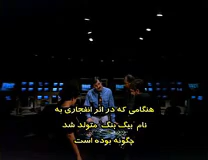 هنگامی که در اثر انفجاری به
نام بیگ بنگ متولد شد
چگونه بوده است